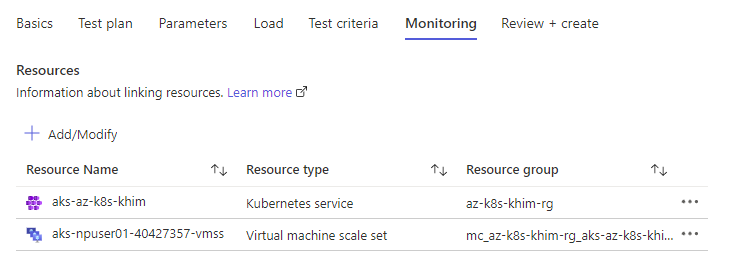 Basics Test plan Parameters Load Test criteria Monitoring Review + create
Resources
Information about linking resources. Learn more
Add/Modify
Resource Name Resource type Resource group
aks-az-k8s-khim Kubernetes service az-k8s-khim-rg
aks-npuser01-40427357-vmss Virtual machine scale set mc_az-k8s-khim-rg_aks-az-k8s-khi...